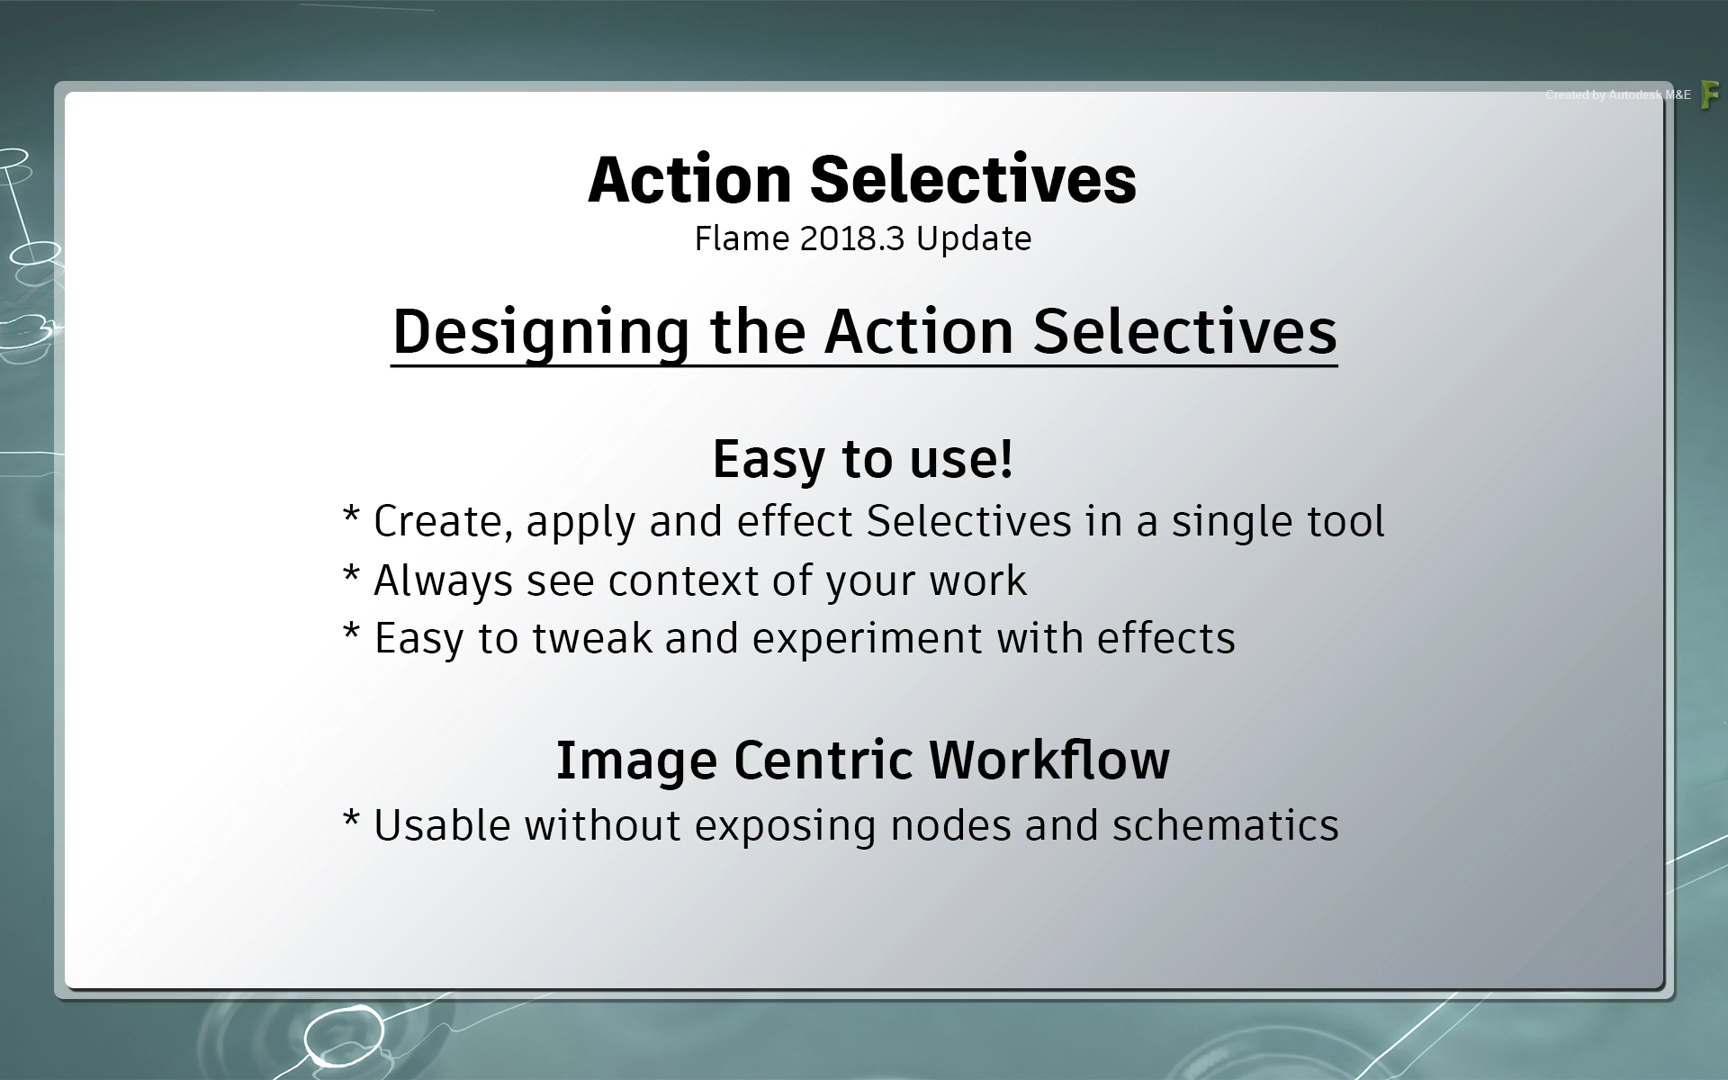 Created by Autodesk M&E
Action Selectives
Flame 2018.3 Update
Designing the Action Selectives
Easy to use!
* Create, apply and effect Selectives in a single tool
* Always see context of your work
* Easy to tweak and experiment with effects
Image Centric Workflow
* Usable without exposing nodes and schematics